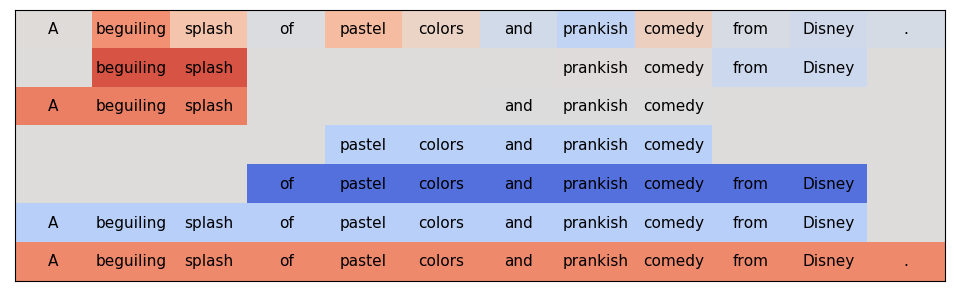 A beguiling splash of pastel colors and prankish comedy from Disney .
beguiling splash prankish comedy from Disney
A beguiling splash and prankish comedy
pastel colors and prankish comedy
of pastel colors and prankish comedy from Disney
A beguiling splash of pastel colors and prankish comedy from Disney
A beguiling splash of pastel colors and prankish comedy from Disney .